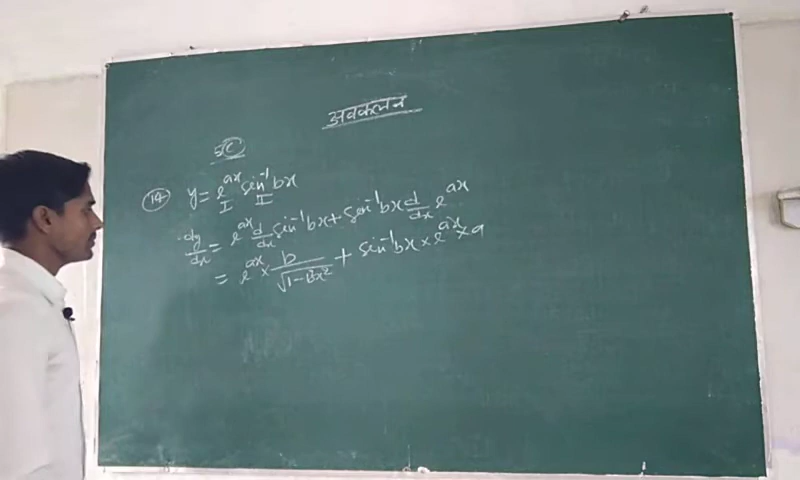 अवकलन
5C
(14) y = e^{ax} sin⁻¹ bx
I II
dy/dx = e^{ax} d/dx sin⁻¹ bx + sin⁻¹ bx d/dx e^{ax}
= e^{ax} × b/√(1-b²x²) + sin⁻¹ bx × e^{ax} × a